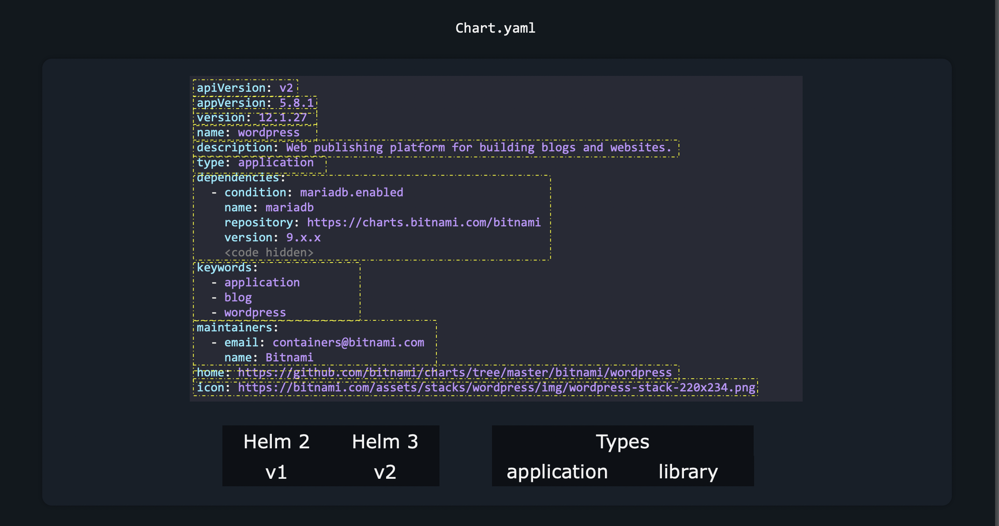 Chart.yaml
apiVersion: v2
appVersion: 5.8.1
version: 12.1.27
name: wordpress
description: Web publishing platform for building blogs and websites.
type: application
dependencies:
  - condition: mariadb.enabled
    name: mariadb
    repository: https://charts.bitnami.com/bitnami
    version: 9.x.x
    <code hidden>
keywords:
  - application
  - blog
  - wordpress
maintainers:
  - email: containers@bitnami.com
    name: Bitnami
home: https://github.com/bitnami/charts/tree/master/bitnami/wordpress
icon: https://bitnami.com/assets/stacks/wordpress/img/wordpress-stack-220x234.png
Helm 2 Helm 3
v1 v2
Types
application library